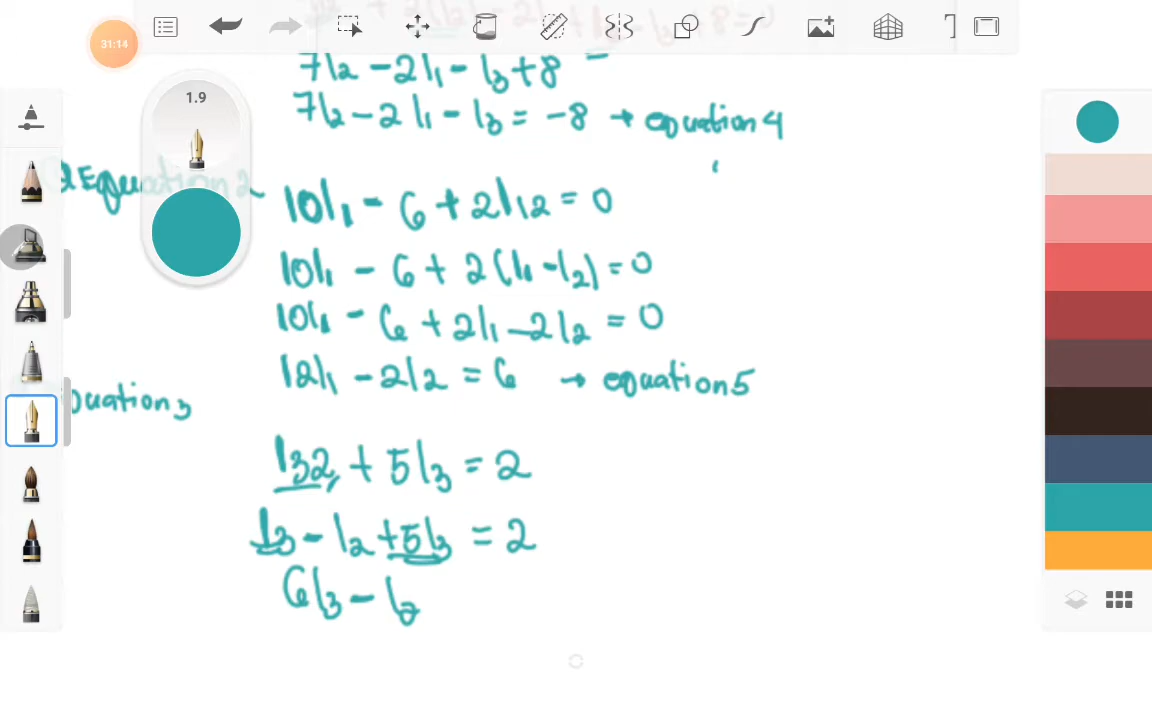 31:14
1.9
7I2 - 2I1 - I3 + 8 =
7I2 - 2I1 - I3 = -8 → equation 4
Equation 2
10I1 - 6 + 2I12 = 0
10I1 - 6 + 2(I1 - I2) = 0
10I1 - 6 + 2I1 - 2I2 = 0
12I1 - 2I2 = 6 → equation 5
quation 3
I32 + 5I3 = 2
I3 - I2 + 5I3 = 2
6I3 - I2